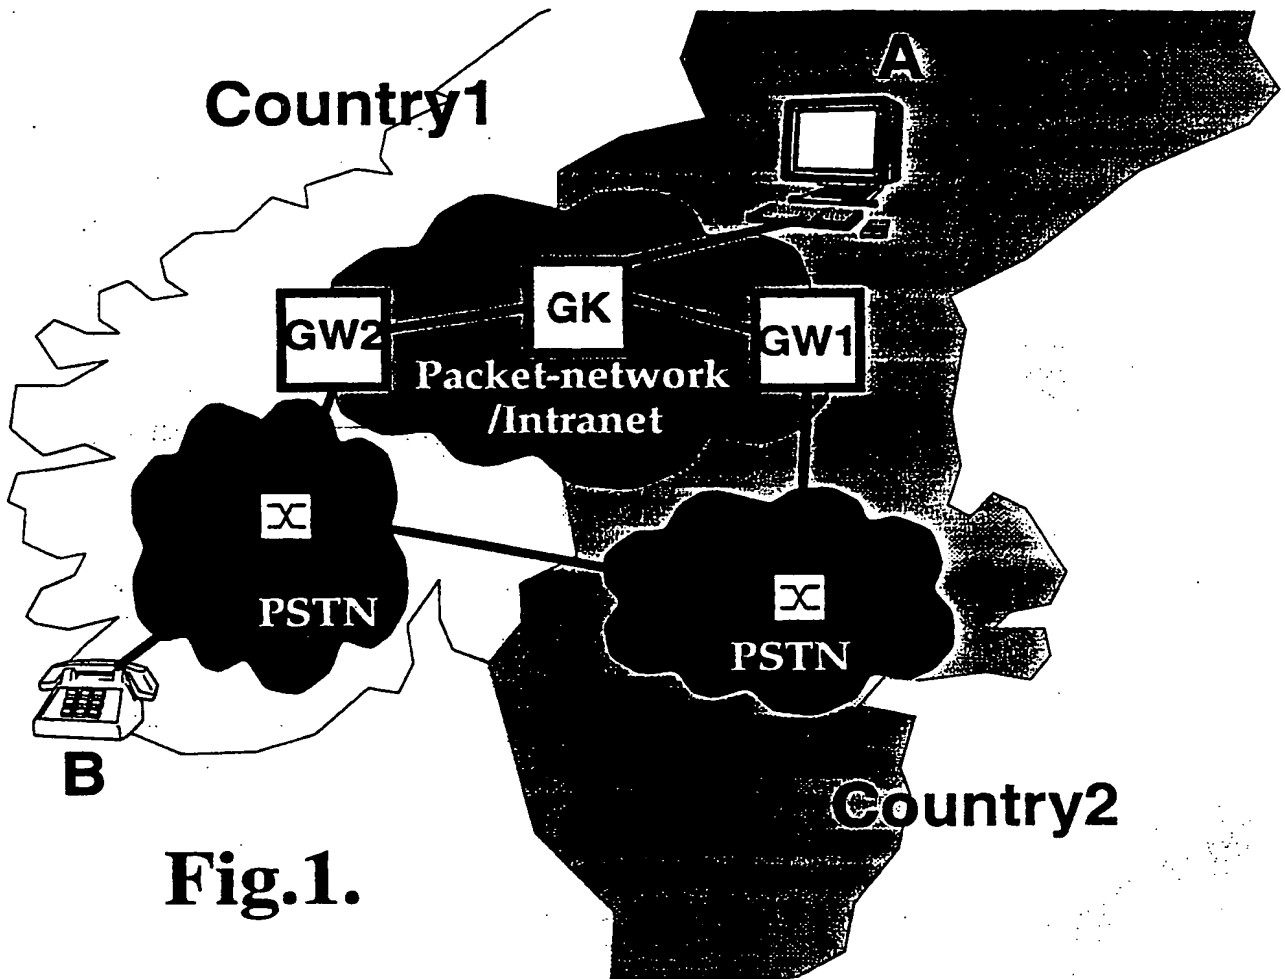 A
Country1
GW2
GK
GW1
Packet-network
/Intranet
PSTN
PSTN
B
Country2
Fig.1.